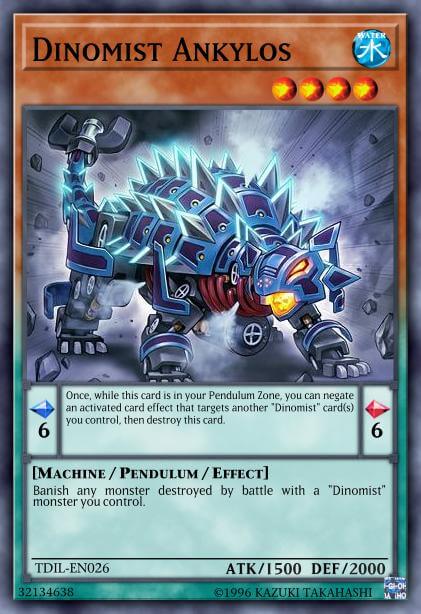 DINOMIST ANKYLOS
WATER
水
6
Once, while this card is in your Pendulum Zone, you can negate
an activated card effect that targets another "Dinomist" card(s)
you control, then destroy this card.
6
[MACHINE / PENDULUM / EFFECT]
Banish any monster destroyed by battle with a "Dinomist"
monster you control.
TDIL-EN026
ATK/1500 DEF/2000
32134638
©1996 KAZUKI TAKAHASHI